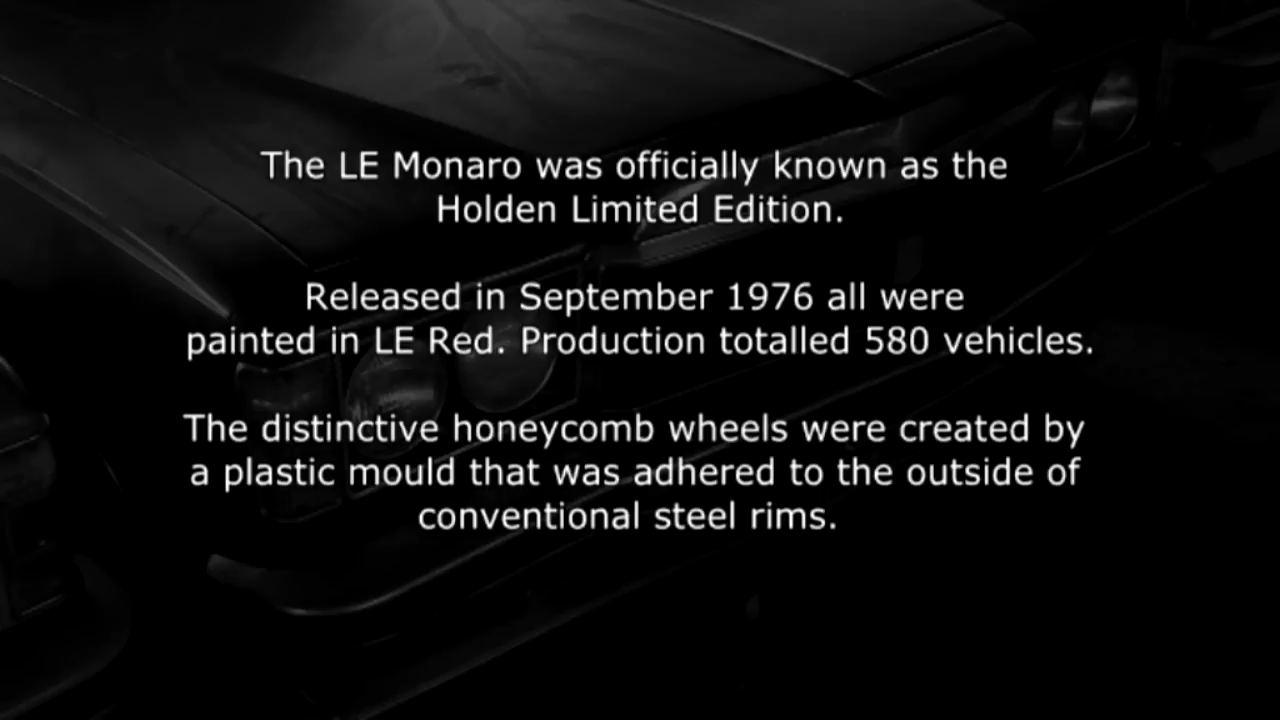 The LE Monaro was officially known as the
Holden Limited Edition.
Released in September 1976 all were
painted in LE Red. Production totalled 580 vehicles.
The distinctive honeycomb wheels were created by
a plastic mould that was adhered to the outside of
conventional steel rims.